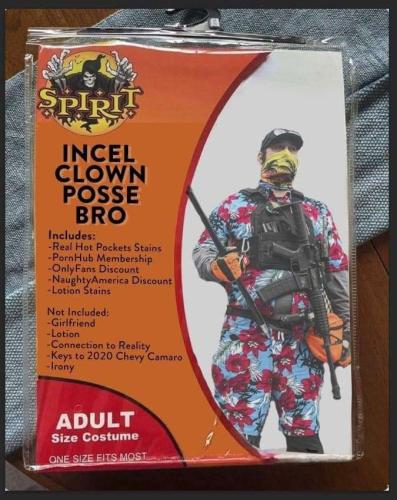 SPIRIT
INCEL
CLOWN
POSSE
BRO
Includes:
-Real Hot Pockets Stains
-PornHub Membership
-OnlyFans Discount
-NaughtyAmerica Discount
-Lotion Stains
Not Included:
-Girlfriend
-Lotion
-Connection to Reality
-Keys to 2020 Chevy Camaro
-Irony
ADULT
Size Costume
ONE SIZE FITS MOST